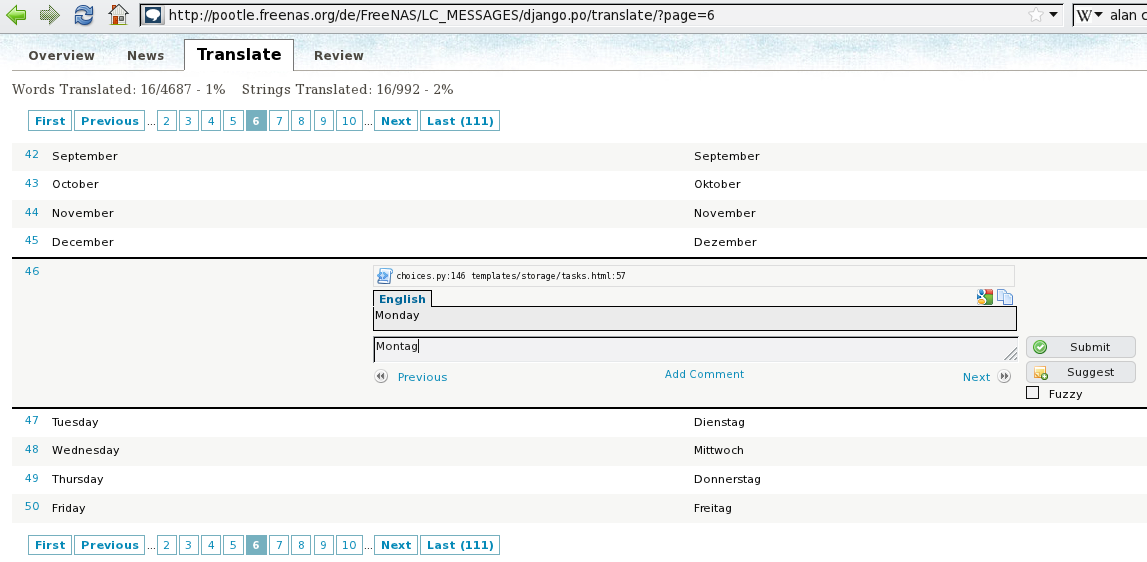 http://pootle.freenas.org/de/FreeNAS/LC_MESSAGES/django.po/translate/?page=6
W alan
Overview News Translate Review
Words Translated: 16/4687 - 1% Strings Translated: 16/992 - 2%
First Previous ... 2 3 4 5 6 7 8 9 10 ... Next Last (111)
42 September September
43 October Oktober
44 November November
45 December Dezember
46 choices.py:146 templates/storage/tasks.html:57
English
Monday
Montag
Submit
Previous Add Comment Next
Suggest
Fuzzy
47 Tuesday Dienstag
48 Wednesday Mittwoch
49 Thursday Donnerstag
50 Friday Freitag
First Previous ... 2 3 4 5 6 7 8 9 10 ... Next Last (111)